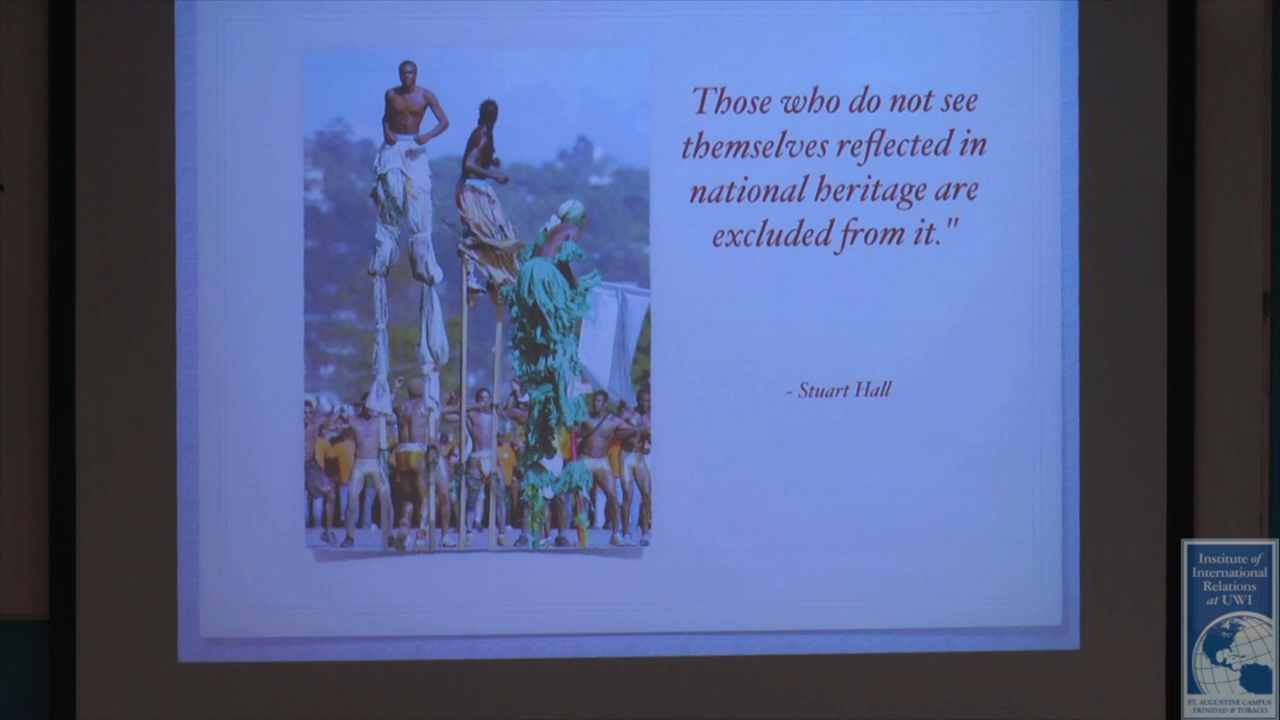 Those who do not see
themselves reflected in
national heritage are
excluded from it."
- Stuart Hall
Institute of
International
Relations
at UWI
ST. AUGUSTINE CAMPUS
TRINIDAD & TOBAGO